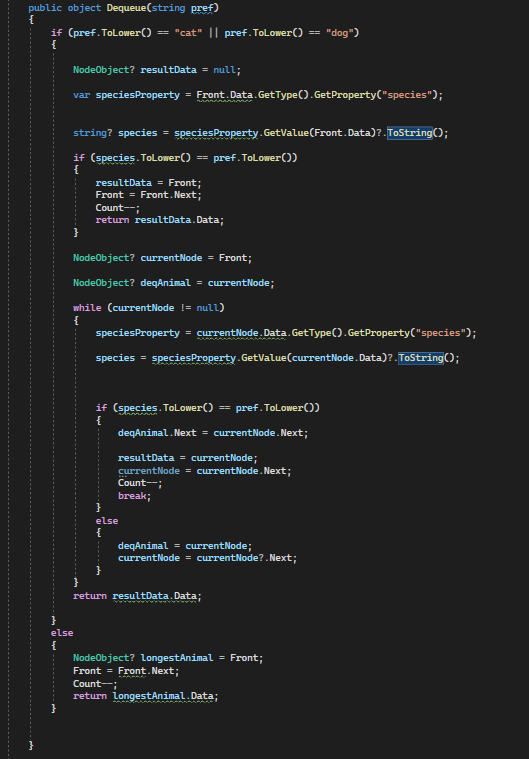 public object Dequeue(string pref)
{
if (pref.ToLower() == "cat" || pref.ToLower() == "dog")
{
NodeObject? resultData = null;
var speciesProperty = Front.Data.GetType().GetProperty("species");
string? species = speciesProperty.GetValue(Front.Data)?.ToString();
if (species.ToLower() == pref.ToLower())
{
resultData = Front;
Front = Front.Next;
Count--;
return resultData.Data;
}
NodeObject? currentNode = Front;
NodeObject? deqAnimal = currentNode;
while (currentNode != null)
{
speciesProperty = currentNode.Data.GetType().GetProperty("species");
species = speciesProperty.GetValue(currentNode.Data)?.ToString();
if (species.ToLower() == pref.ToLower())
{
deqAnimal.Next = currentNode.Next;
resultData = currentNode;
currentNode = currentNode.Next;
Count--;
break;
}
else
{
deqAnimal = currentNode;
currentNode = currentNode?.Next;
}
}
return resultData.Data;
}
else
{
NodeObject? longestAnimal = Front;
Front = Front.Next;
Count--;
return longestAnimal.Data;
}
}